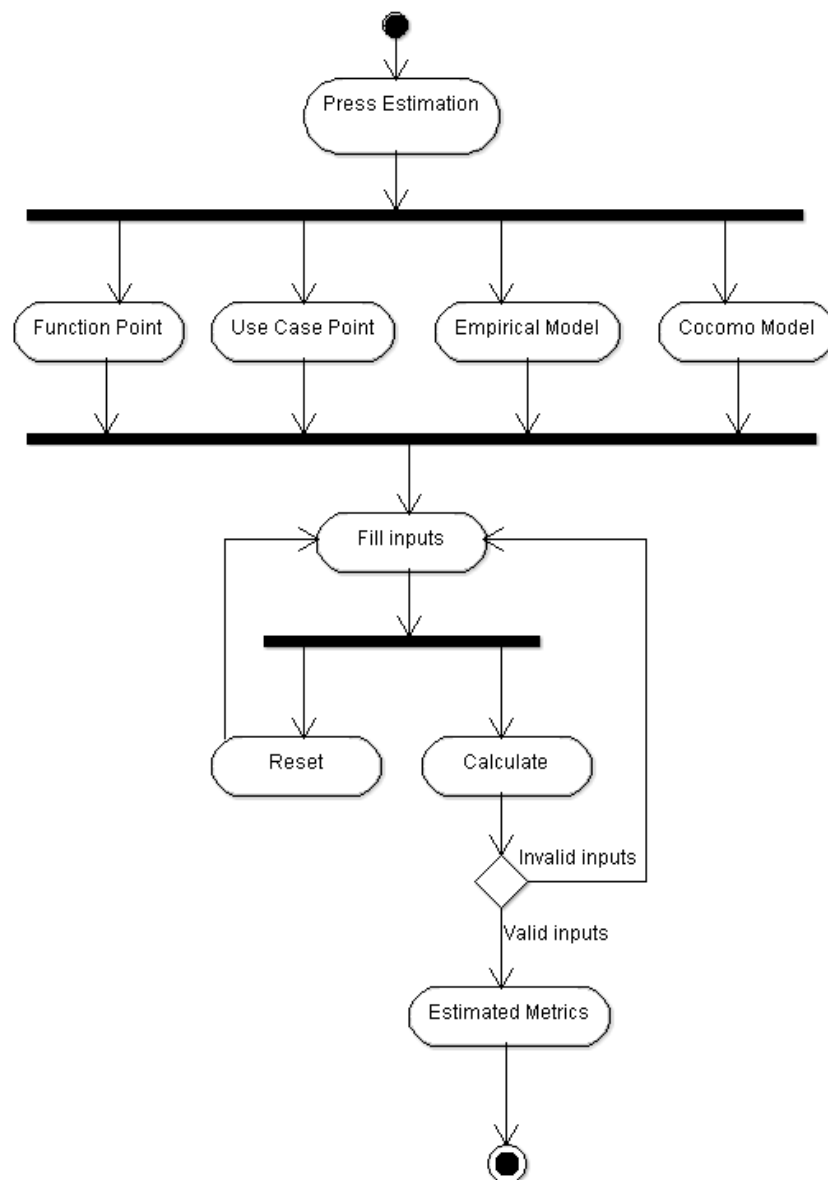 Press Estimation
Function Point
Use Case Point
Empirical Model
Cocomo Model
Fill inputs
Reset
Calculate
Invalid inputs
Valid inputs
Estimated Metrics